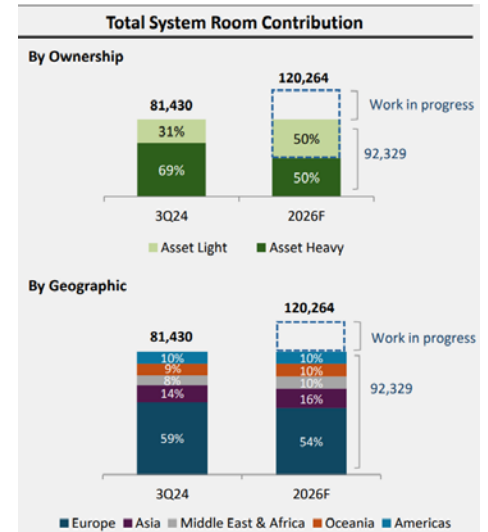 Total System Room Contribution
By Ownership
120,264
81,430
Work in progress
31%
50%
92,329
69%
50%
3Q24
2026F
Asset Light
Asset Heavy
By Geographic
120,264
81,430
Work in progress
10%
10%
9%
10%
8%
10%
92,329
14%
16%
59%
54%
3Q24
2026F
Europe
Asia
Middle East & Africa
Oceania
Americas